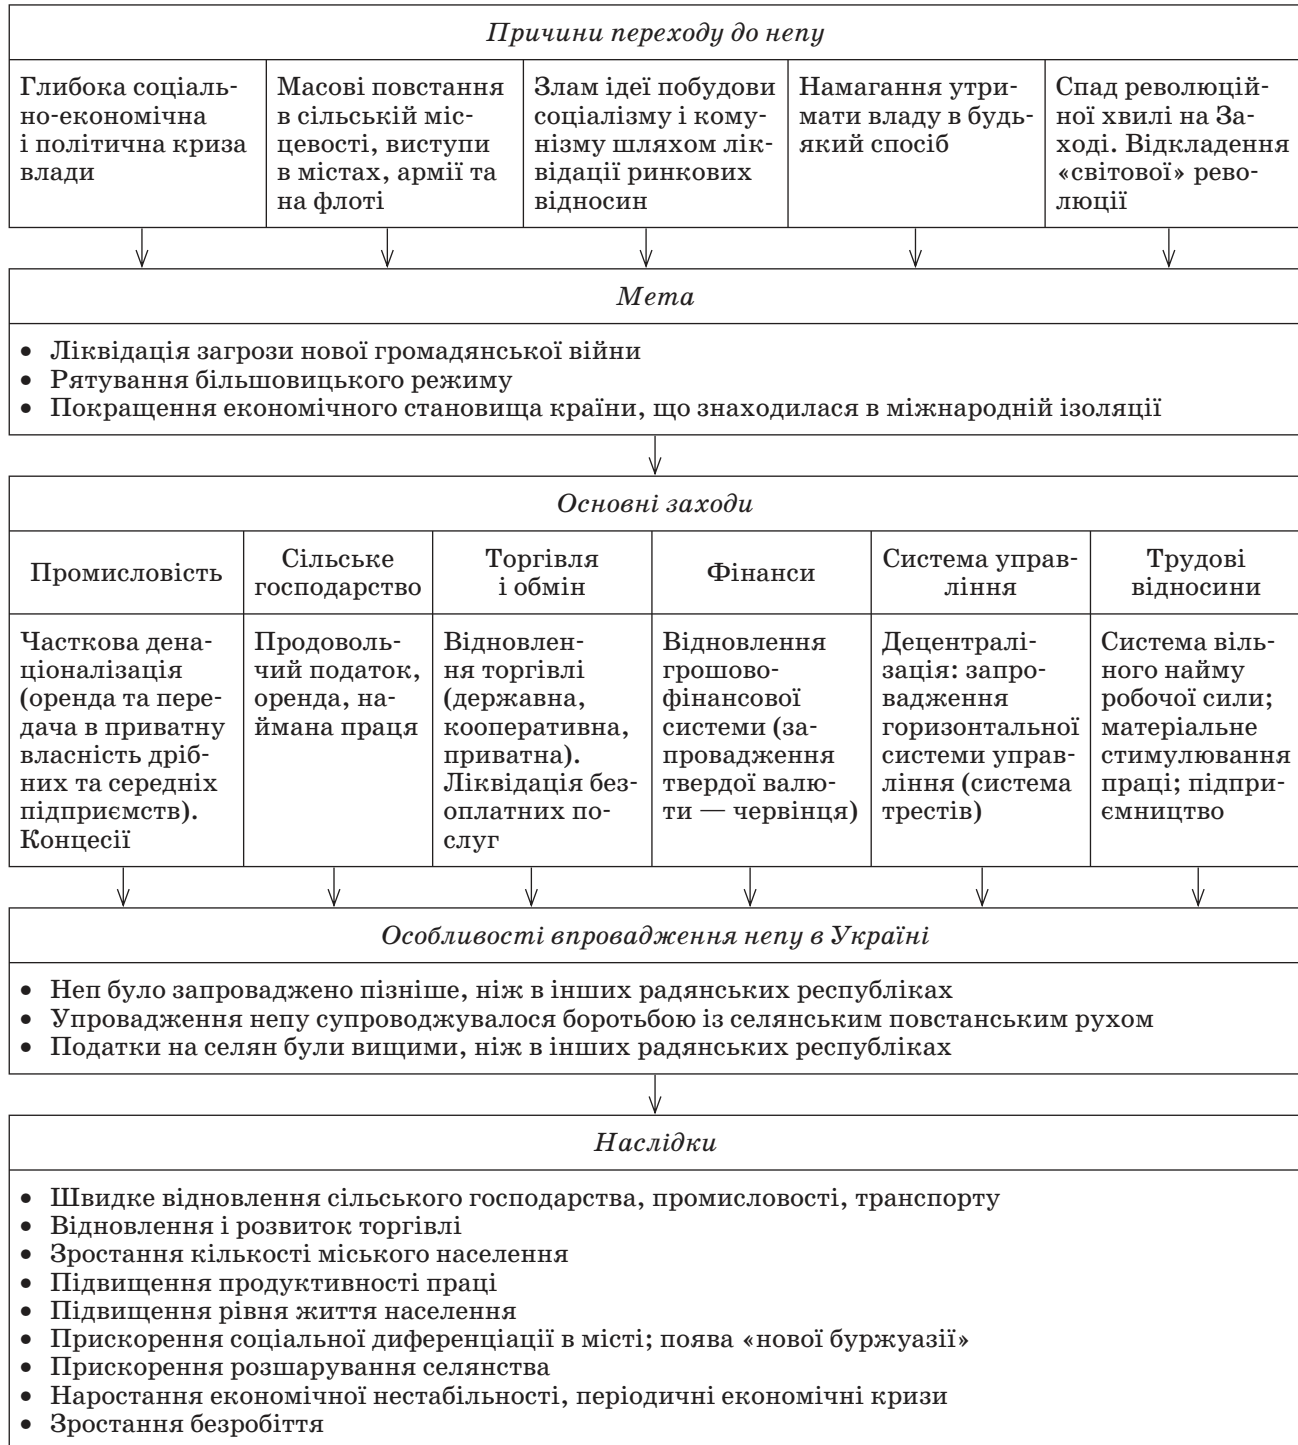 Причини переходу до непу
Глибока соціаль-
но-економічна
і політична криза
влади
Масові повстання
в сільській міс-
цевості, виступи
в містах, армії та
на флоті
Злам ідеї побудови
соціалізму і кому-
нізму шляхом лік-
відації ринкових
відносин
Намагання утри-
мати владу в будь-
який спосіб
Спад революцій-
ної хвилі на За-
ході. Відкладення
«світової» рево-
люції
Мета
• Ліквідація загрози нової громадянської війни
• Рятування більшовицького режиму
• Покращення економічного становища країни, що знаходилася в міжнародній ізоляції
Основні заходи
Промисловість
Сільське
господарство
Торгівля
і обмін
Фінанси
Система управ-
ління
Трудові
відносини
Часткова дена-
ціоналізація
(оренда та пере-
дача в приватну
власність дріб-
них та середніх
підприємств).
Концесії
Продоволь-
чий податок,
оренда, на-
ймана праця
Відновлен-
ня торгівлі
(державна,
кооперативна,
приватна).
Ліквідація без-
оплатних по-
слуг
Відновлення
грошово-
фінансової
системи (за-
провадження
твердої валю-
ти — червінця)
Децентралі-
зація: запро-
вадження
горизонтальної
системи управ-
ління (система
трестів)
Система віль-
ного найму
робочої сили;
матеріальне
стимулювання
праці; підпри-
ємництво
Особливості впровадження непу в Україні
• Неп було запроваджено пізніше, ніж в інших радянських республіках
• Упровадження непу супроводжувалося боротьбою із селянським повстанським рухом
• Податки на селян були вищими, ніж в інших радянських республіках
Наслідки
• Швидке відновлення сільського господарства, промисловості, транспорту
• Відновлення і розвиток торгівлі
• Зростання кількості міського населення
• Підвищення продуктивності праці
• Підвищення рівня життя населення
• Прискорення соціальної диференціації в місті; поява «нової буржуазії»
• Прискорення розшарування селянства
• Наростання економічної нестабільності, періодичні економічні кризи
• Зростання безробіття